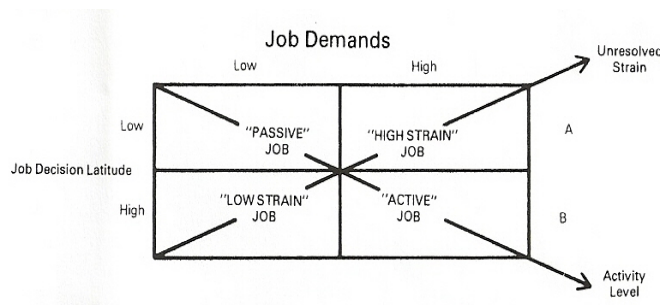 Job Demands
Low
High
Unresolved
Strain
Low
"PASSIVE"
JOB
"HIGH STRAIN"
JOB
A
Job Decision Latitude
High
"LOW STRAIN"
JOB
"ACTIVE"
JOB
B
Activity
Level